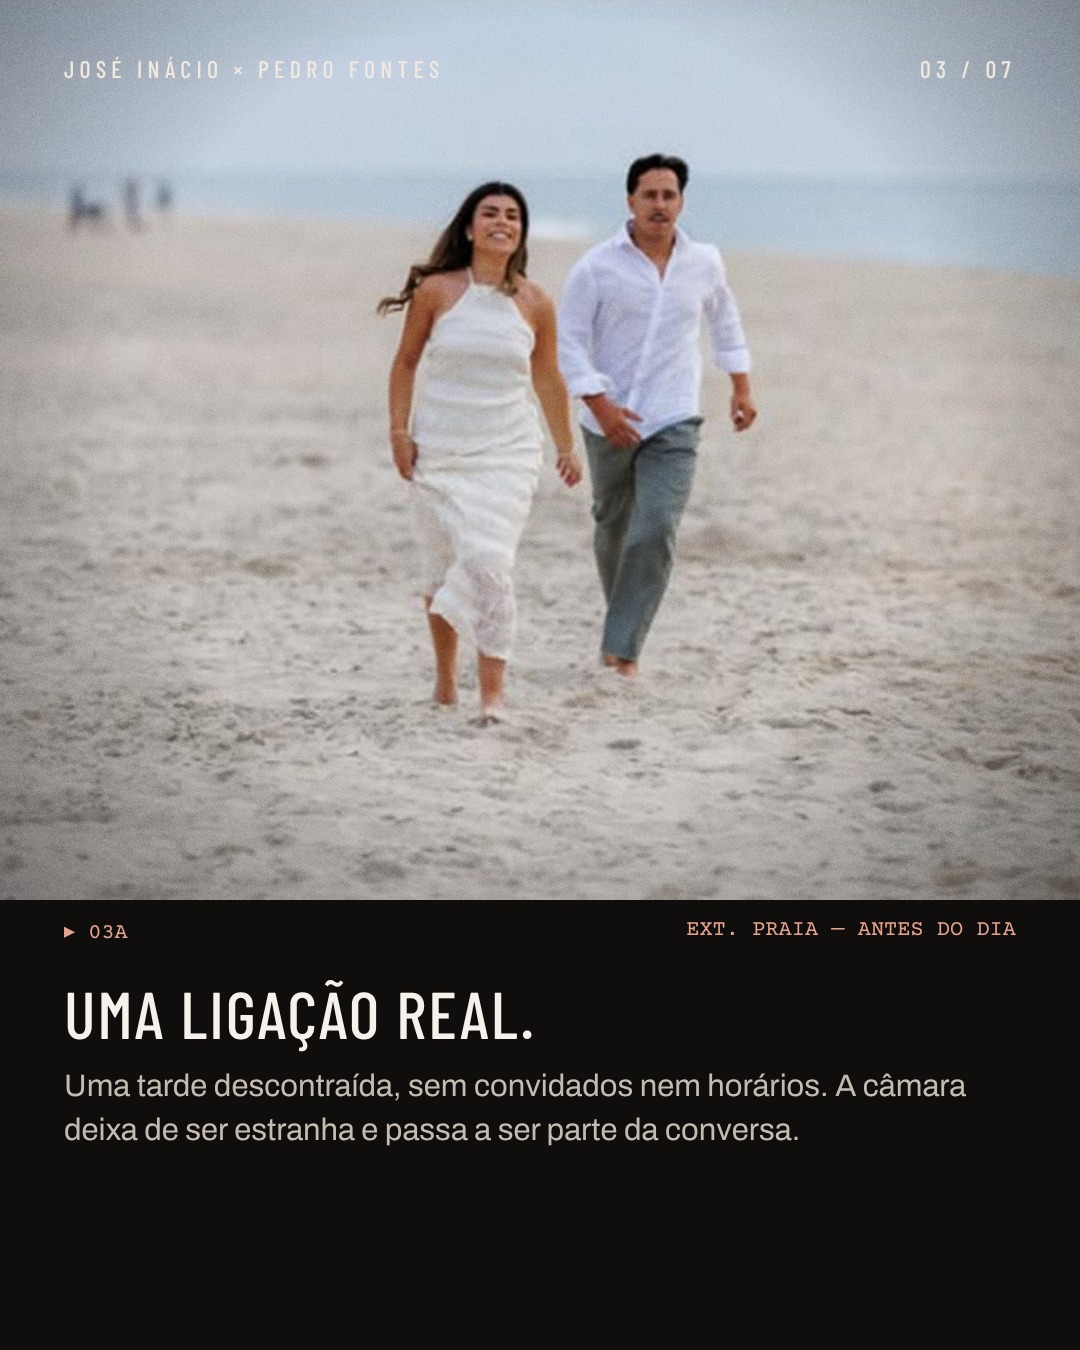 JOSÉ INÁCIO × PEDRO FONTES
03 / 07
▶ 03A
EXT. PRAIA — ANTES DO DIA
UMA LIGAÇÃO REAL.
Uma tarde descontraída, sem convidados nem horários. A câmara
deixa de ser estranha e passa a ser parte da conversa.